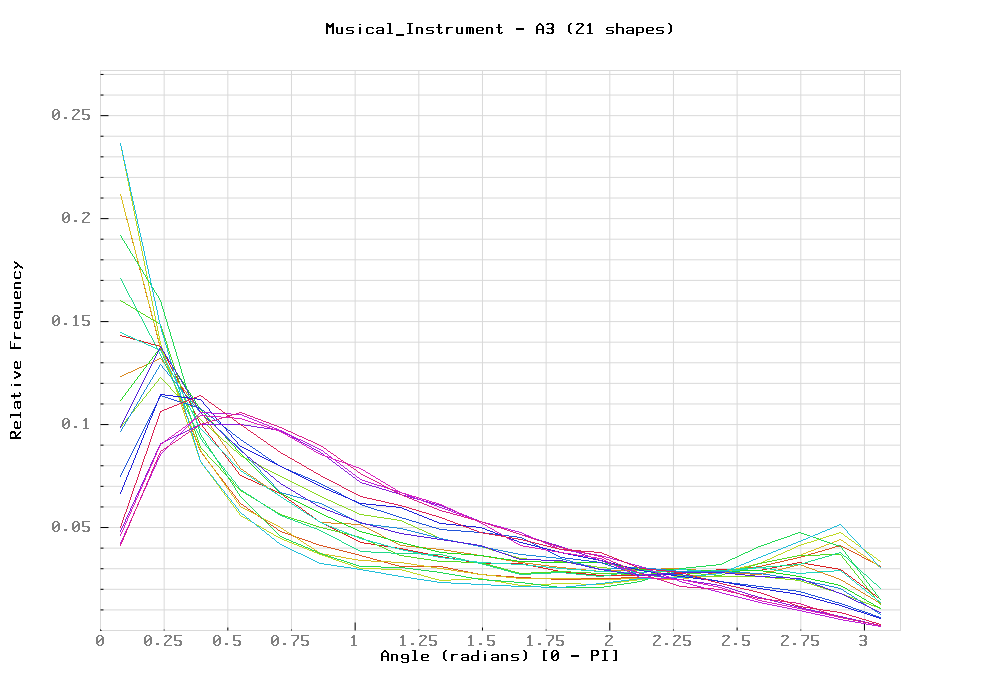 Musical_Instrument - A3 (21 shapes)
0.25
0.2
0.15
0.1
0.05
Relative Frequency
0 0.25 0.5 0.75 1 1.25 1.5 1.75 2 2.25 2.5 2.75 3
Angle (radians) [0 - PI]